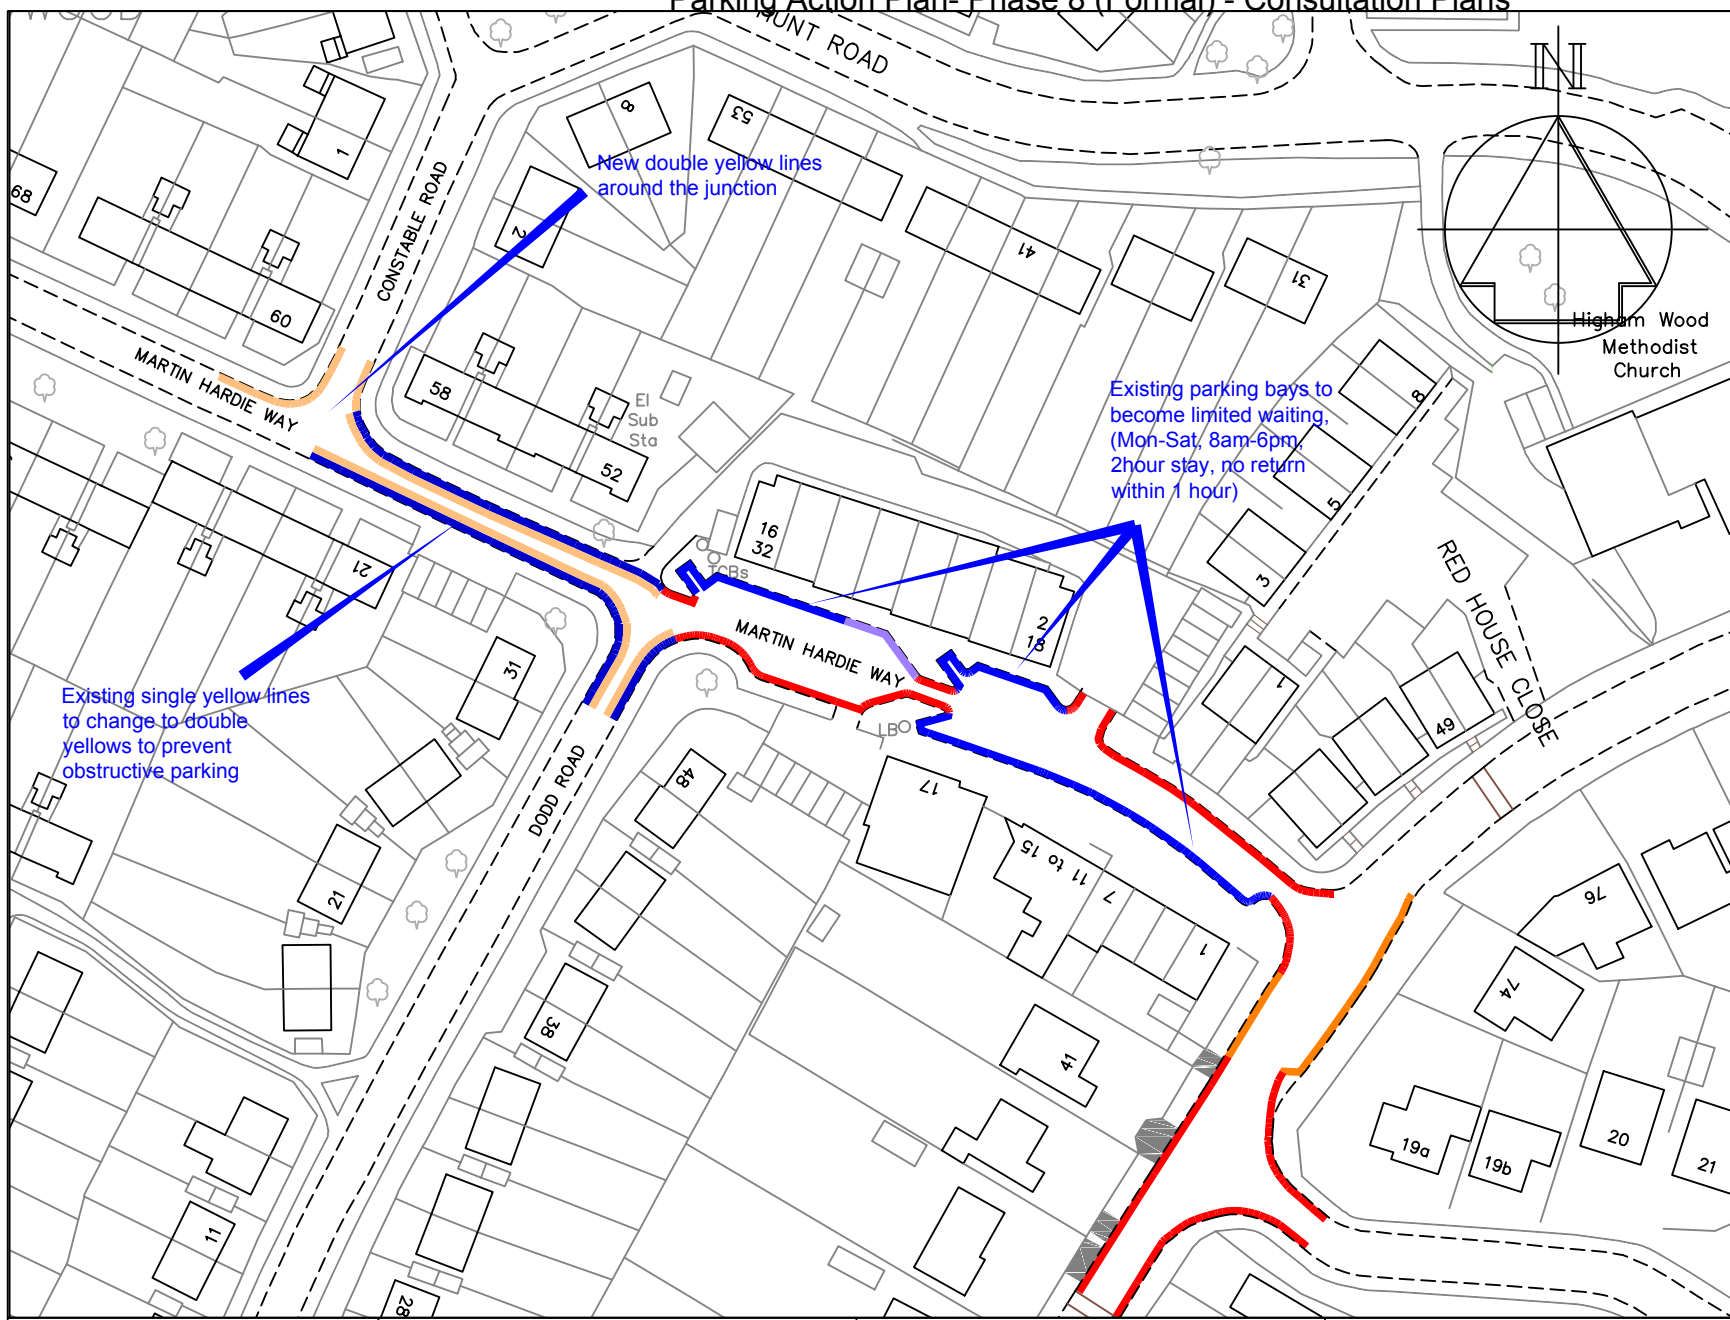 Parking Action Plan- Phase 8 (Formal) - Consultation Plans
WOOD
UNT ROAD
N
8
53
1
68
New double yellow lines
around the junction
CONSTABLE ROAD
2
41
31
60
Higham Wood
Methodist
Church
MARTIN HARDIE WAY
58
El
Sub
Sta
52
Existing parking bays to
become limited waiting,
(Mon-Sat, 8am-6pm,
2hour stay, no return
within 1 hour)
8
5
3
16
32
TCBs
21
2
18
MARTIN HARDIE WAY
RED HOUSE CLOSE
1
49
31
Existing single yellow lines
to change to double
yellows to prevent
obstructive parking
LB
DODD ROAD
48
17
11 to 15
7
1
21
76
74
38
41
19a
19b
20
21
11
28